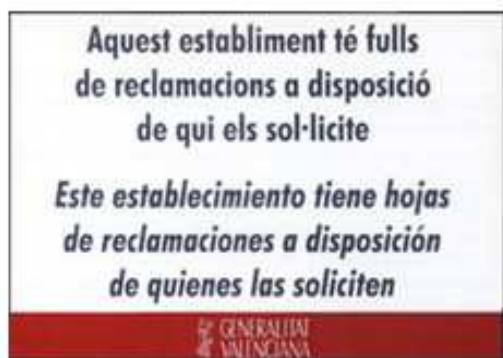 Aquest establiment té fulls
de reclamacions a disposició
de qui els sol·licite
Este establecimiento tiene hojas
de reclamaciones a disposición
de quienes las soliciten
GENERALITAT
VALENCIANA